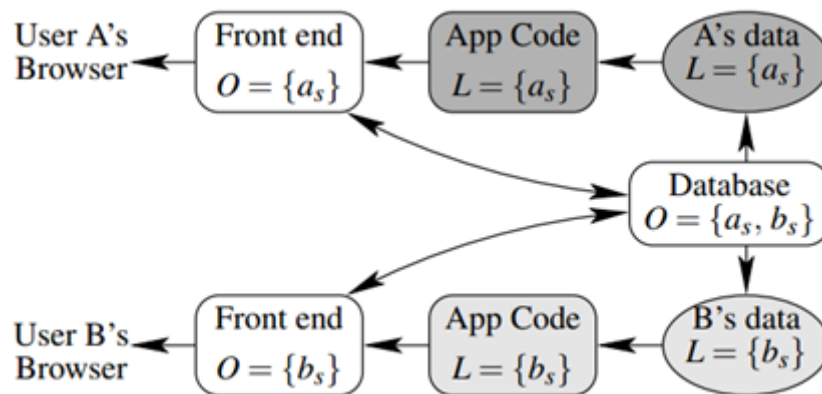 User A's
Browser
Front end
O = {a_s}
App Code
L = {a_s}
A's data
L = {a_s}
Database
O = {a_s, b_s}
User B's
Browser
Front end
O = {b_s}
App Code
L = {b_s}
B's data
L = {b_s}